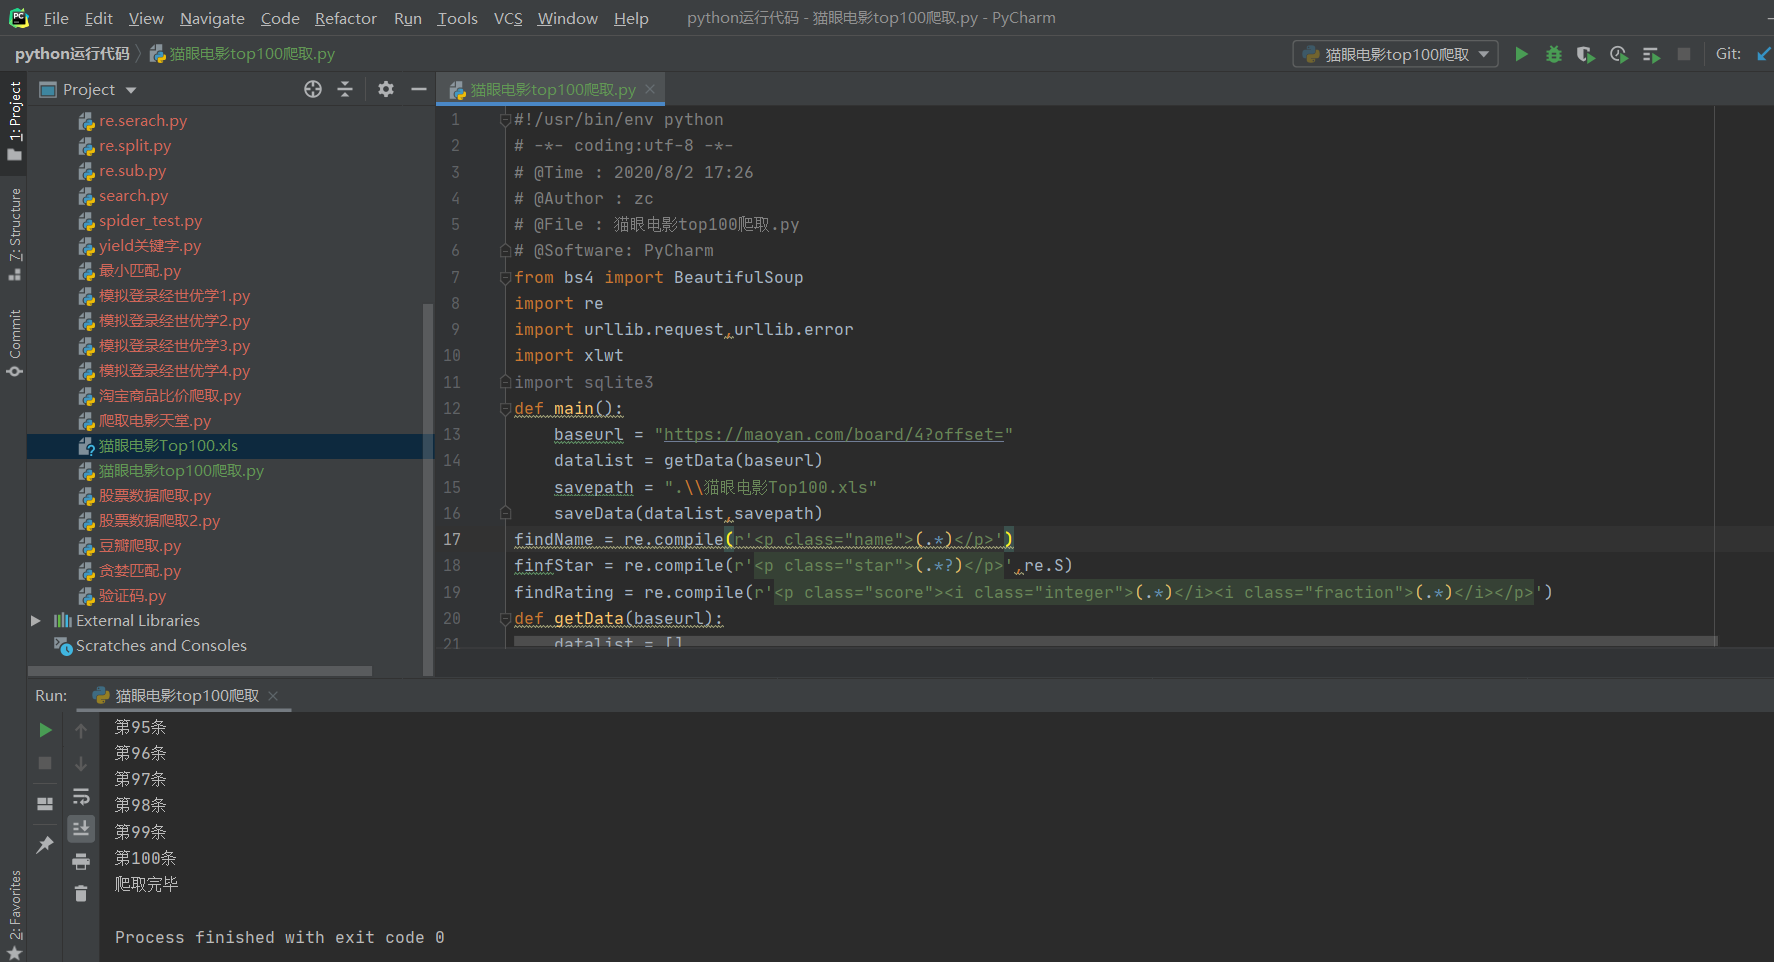 File Edit View Navigate Code Refactor Run Tools VCS Window Help python运行代码 - 猫眼电影top100爬取.py - PyCharm
python运行代码 猫眼电影top100爬取.py 猫眼电影top100爬取 Git:
Project
猫眼电影top100爬取.py
1: Project
7: Structure
Commit
2: Favorites
re.serach.py
re.split.py
re.sub.py
search.py
spider_test.py
yield关键字.py
最小匹配.py
模拟登录经世优学1.py
模拟登录经世优学2.py
模拟登录经世优学3.py
模拟登录经世优学4.py
淘宝商品比价爬取.py
爬取电影天堂.py
猫眼电影Top100.xls
猫眼电影top100爬取.py
股票数据爬取.py
股票数据爬取2.py
豆瓣爬取.py
贪婪匹配.py
验证码.py
External Libraries
Scratches and Consoles
1 #!/usr/bin/env python
2 # -*- coding:utf-8 -*-
3 # @Time : 2020/8/2 17:26
4 # @Author : zc
5 # @File : 猫眼电影top100爬取.py
6 # @Software: PyCharm
7 from bs4 import BeautifulSoup
8 import re
9 import urllib.request,urllib.error
10 import xlwt
11 import sqlite3
12 def main():
13 baseurl = "https://maoyan.com/board/4?offset="
14 datalist = getData(baseurl)
15 savepath = ".\\猫眼电影Top100.xls"
16 saveData(datalist,savepath)
17 findName = re.compile(r'<p class="name">(.*)</p>')
18 finfStar = re.compile(r'<p class="star">(.*?)</p>',re.S)
19 findRating = re.compile(r'<p class="score"><i class="integer">(.*)</i><i class="fraction">(.*)</i></p>')
20 def getData(baseurl):
21 datalist = []
Run: 猫眼电影top100爬取
第95条
第96条
第97条
第98条
第99条
第100条
爬取完毕
Process finished with exit code 0